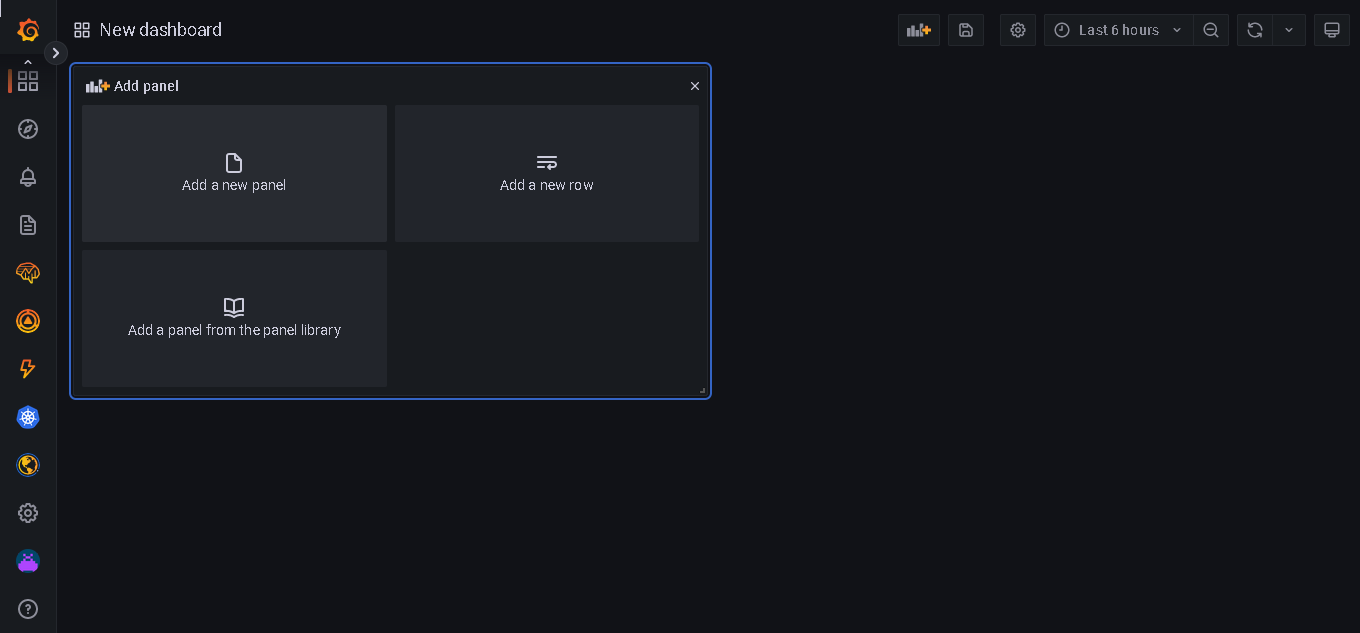 New dashboard
Last 6 hours
Add panel
Add a new panel
Add a new row
Add a panel from the panel library